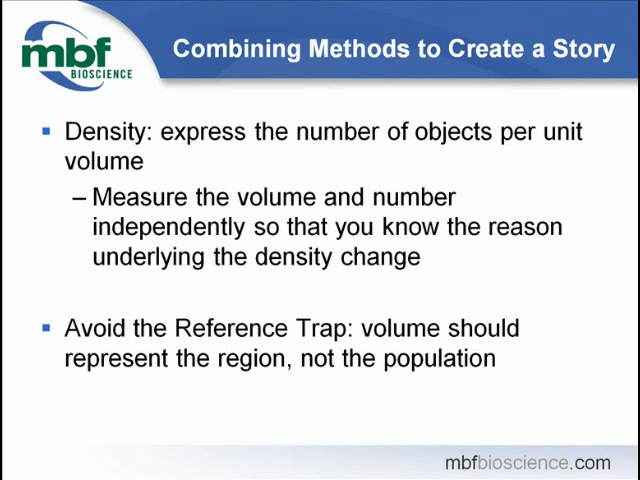 mbf
BIOSCIENCE
Combining Methods to Create a Story
▪ Density: express the number of objects per unit
volume
– Measure the volume and number
independently so that you know the reason
underlying the density change
▪ Avoid the Reference Trap: volume should
represent the region, not the population
mbfbioscience.com